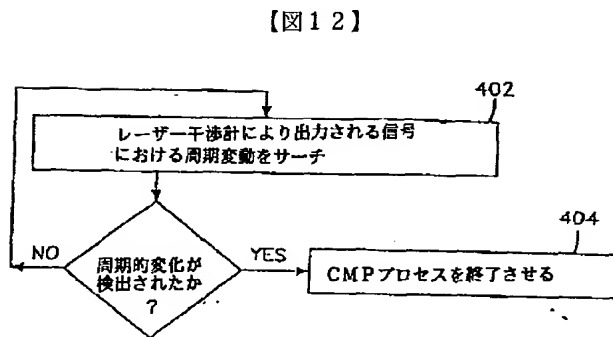 【図12】
402
レーザー干渉計により出力される信号
における周期変動をサーチ
404
NO
周期的変化が
検出されたか
?
YES
CMPプロセスを終了させる